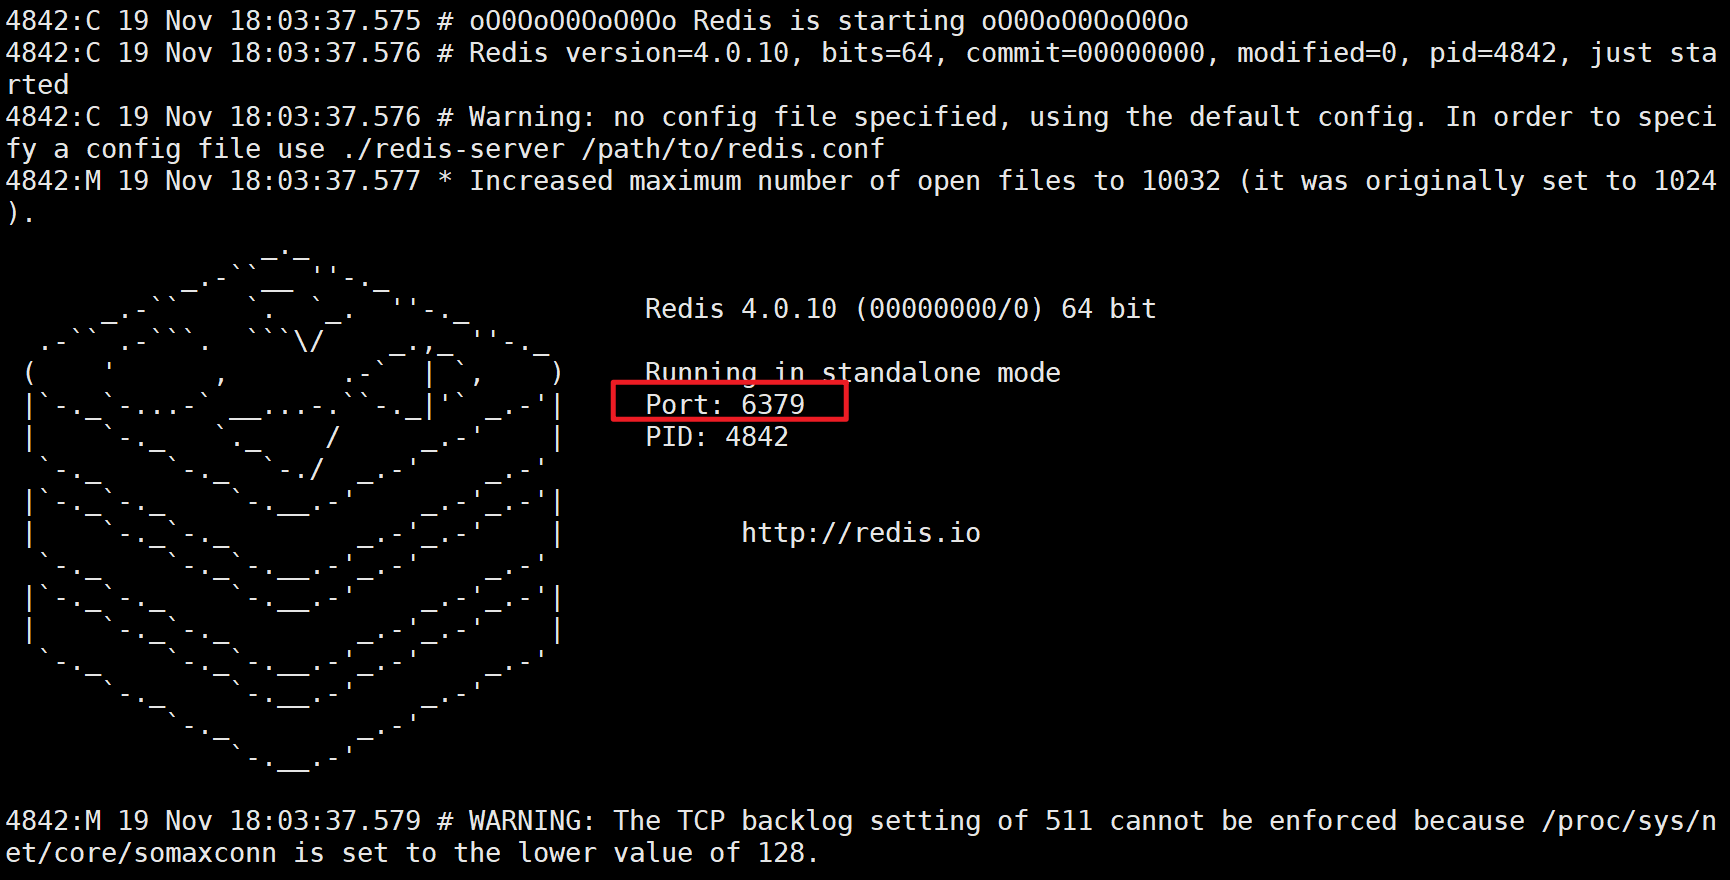 4842:C 19 Nov 18:03:37.575 # oO0OoO0OoO0Oo Redis is starting oO0OoO0OoO0Oo
4842:C 19 Nov 18:03:37.576 # Redis version=4.0.10, bits=64, commit=00000000, modified=0, pid=4842, just sta
rted
4842:C 19 Nov 18:03:37.576 # Warning: no config file specified, using the default config. In order to speci
fy a config file use ./redis-server /path/to/redis.conf
4842:M 19 Nov 18:03:37.577 * Increased maximum number of open files to 10032 (it was originally set to 1024
).
Redis 4.0.10 (00000000/0) 64 bit
Running in standalone mode
Port: 6379
PID: 4842
http://redis.io
4842:M 19 Nov 18:03:37.579 # WARNING: The TCP backlog setting of 511 cannot be enforced because /proc/sys/n
et/core/somaxconn is set to the lower value of 128.